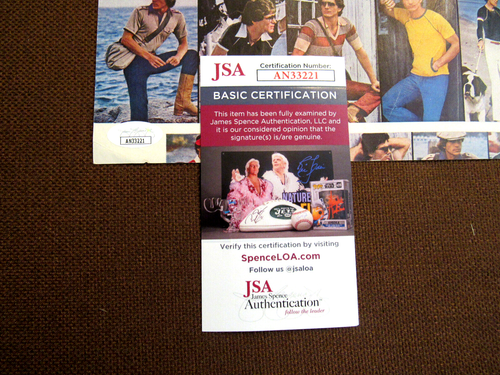 JSA
Certification Number:
AN33221
BASIC CERTIFICATION
This item has been fully examined by
James Spence Authentication, LLC and
it is our considered opinion that the
signature(s) is/are genuine.
NATURE
Verify this certification by visiting
SpenceLOA.com
Follow us @jsaloa
JSA
James Spence
Authentication
follow the leader
AN33221